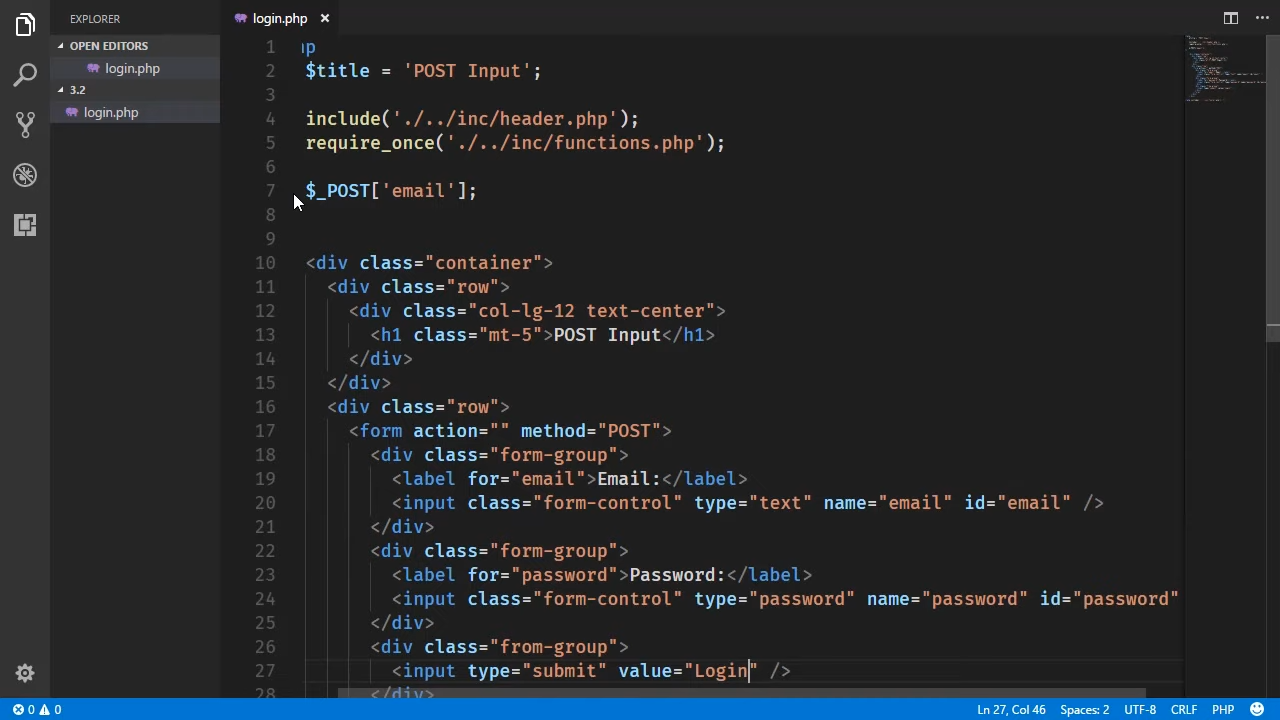 EXPLORER
OPEN EDITORS
login.php
3.2
login.php
login.php ×
1 hp
2 $title = 'POST Input';
3
4 include('./../inc/header.php');
5 require_once('./../inc/functions.php');
6
7 $_POST['email'];
8
9
10 <div class="container">
11 <div class="row">
12 <div class="col-lg-12 text-center">
13 <h1 class="mt-5">POST Input</h1>
14 </div>
15 </div>
16 <div class="row">
17 <form action="" method="POST">
18 <div class="form-group">
19 <label for="email">Email:</label>
20 <input class="form-control" type="text" name="email" id="email" />
21 </div>
22 <div class="form-group">
23 <label for="password">Password:</label>
24 <input class="form-control" type="password" name="password" id="password"
25 </div>
26 <div class="from-group">
27 <input type="submit" value="Login" />
28 </div>
0 0
Ln 27, Col 46 Spaces: 2 UTF-8 CRLF PHP